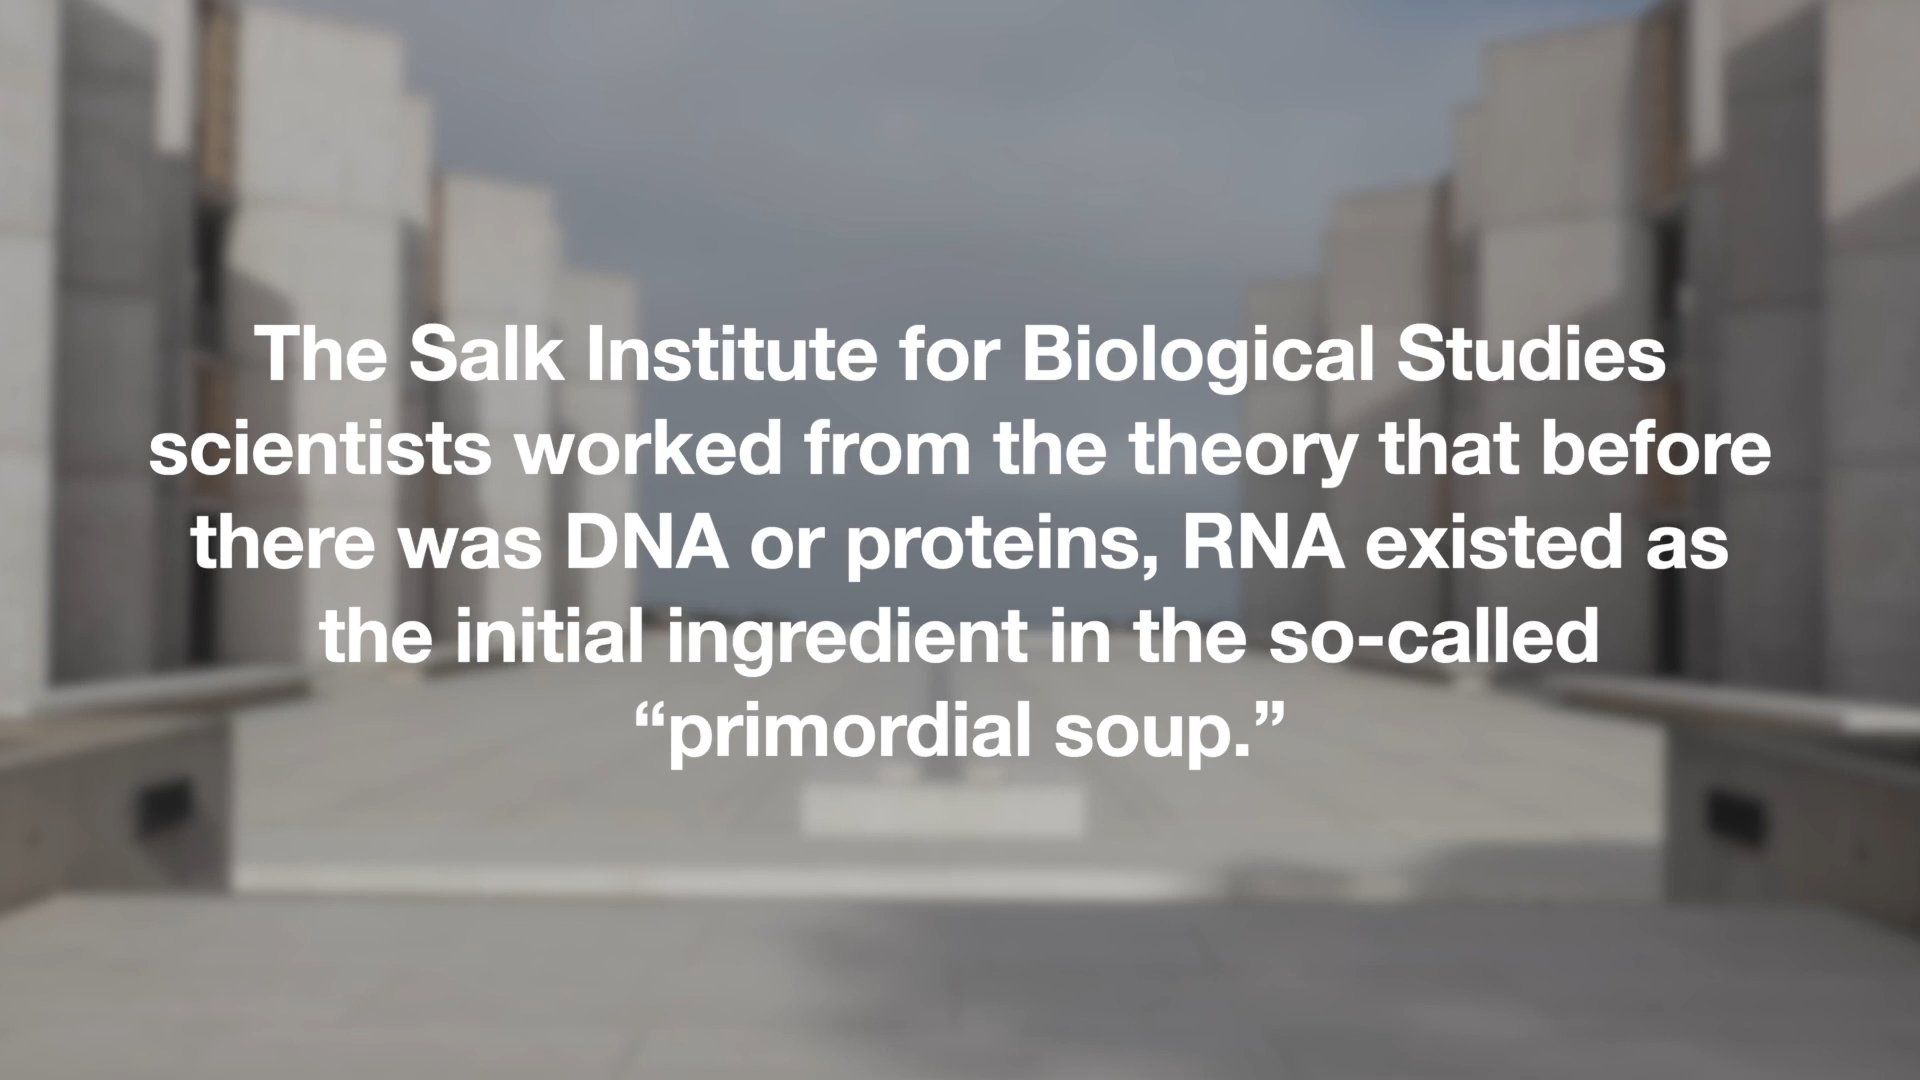 The Salk Institute for Biological Studies
scientists worked from the theory that before
there was DNA or proteins, RNA existed as
the initial ingredient in the so-called
“primordial soup.”